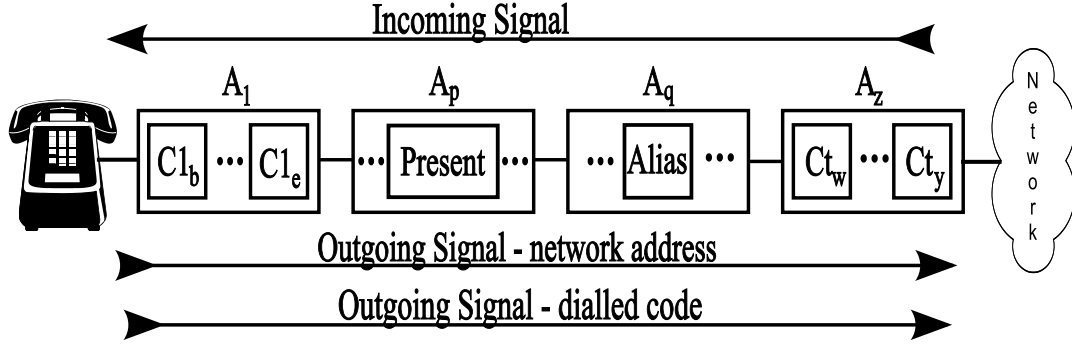 Incoming Signal
A1 Ap Aq Az
C1b ... C1e ... Present ... ... Alias ... Ctw ... Cty
Network
Outgoing Signal - network address
Outgoing Signal - dialled code